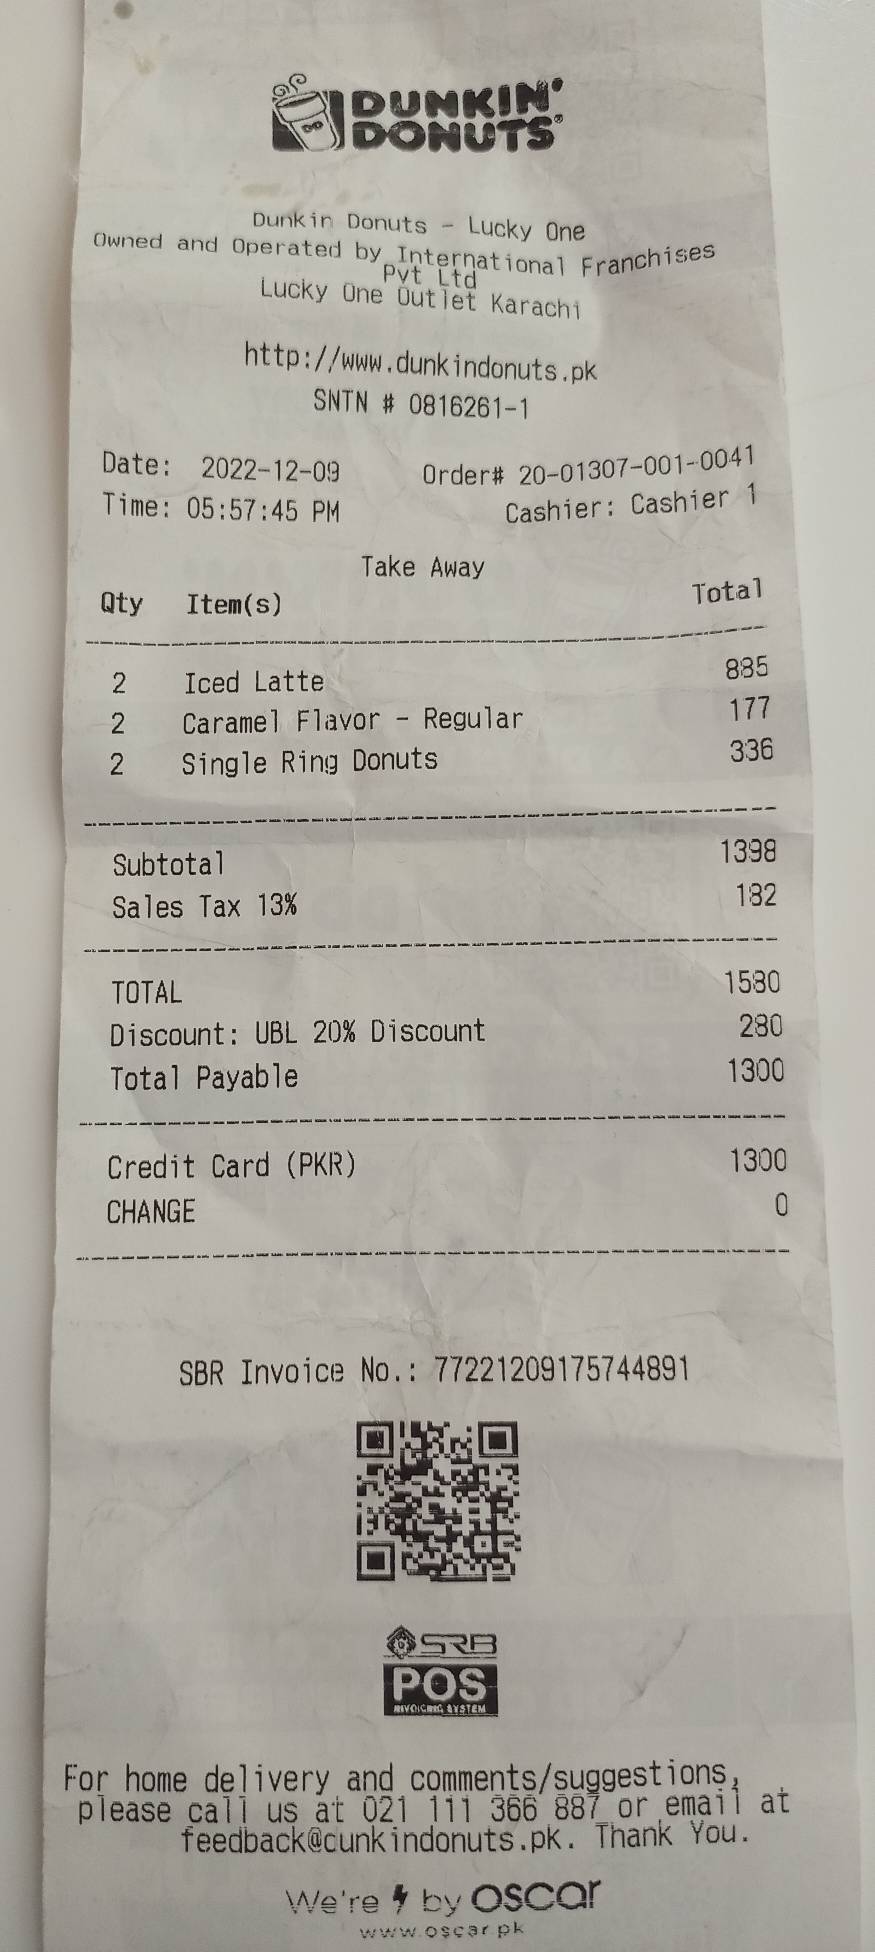 DUNKIN'
DONUTS®
Dunkin Donuts - Lucky One
Owned and Operated by International Franchises
Pvt Ltd
Lucky One Outlet Karachi
http://www.dunkindonuts.pk
SNTN # 0816261-1
Date: 2022-12-09 Order# 20-01307-001-0041
Time: 05:57:45 PM Cashier: Cashier 1
Take Away
Qty Item(s) Total
2 Iced Latte 885
2 Caramel Flavor - Regular 177
2 Single Ring Donuts 336
Subtotal 1398
Sales Tax 13% 182
TOTAL 1580
Discount: UBL 20% Discount 280
Total Payable 1300
Credit Card (PKR) 1300
CHANGE 0
SBR Invoice No.: 77221209175744891
SRB
POS
INVOICING SYSTEM
For home delivery and comments/suggestions,
please call us at 021 111 366 887 or email at
feedback@cunkindonuts.pk. Thank You.
We're by oscar
www.oscar.pk